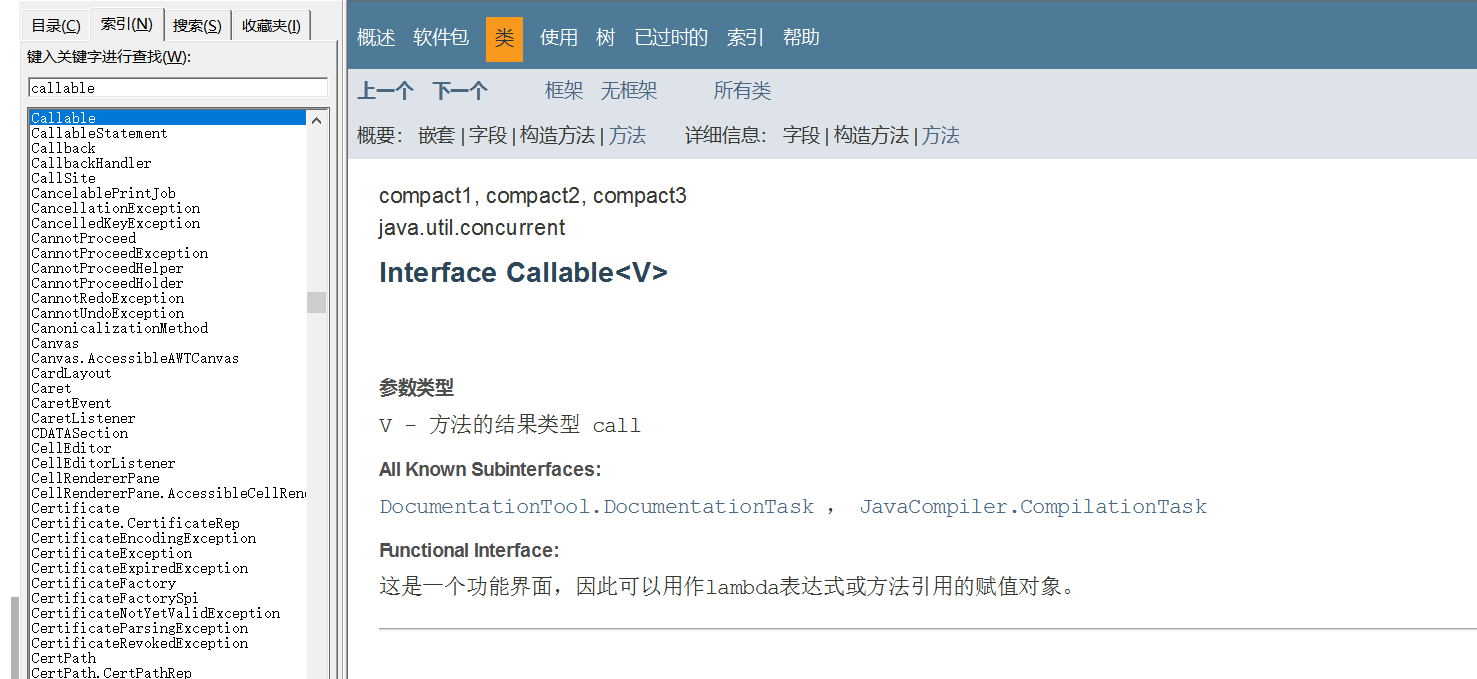 目录(C) 索引(N) 搜索(S) 收藏夹(I)
键入关键字进行查找(W):
callable
Callable
CallableStatement
Callback
CallbackHandler
CallSite
CancelablePrintJob
CancellationException
CancelledKeyException
CannotProceed
CannotProceedException
CannotProceedHelper
CannotProceedHolder
CannotRedoException
CannotUndoException
CanonicalizationMethod
Canvas
Canvas.AccessibleAWTCanvas
CardLayout
Caret
CaretEvent
CaretListener
CDATASection
CellEditor
CellEditorListener
CellRendererPane
CellRendererPane.AccessibleCellRen
Certificate
Certificate.CertificateRep
CertificateEncodingException
CertificateException
CertificateExpiredException
CertificateFactory
CertificateFactorySpi
CertificateNotYetValidException
CertificateParsingException
CertificateRevokedException
CertPath
CertPath.CertPathRep
概述 软件包 类 使用 树 已过时的 索引 帮助
上一个 下一个 框架 无框架 所有类
概要： 嵌套 | 字段 | 构造方法 | 方法 详细信息： 字段 | 构造方法 | 方法
compact1, compact2, compact3
java.util.concurrent
Interface Callable<V>
参数类型
V - 方法的结果类型 call
All Known Subinterfaces:
DocumentationTool.DocumentationTask ， JavaCompiler.CompilationTask
Functional Interface:
这是一个功能界面，因此可以用作lambda表达式或方法引用的赋值对象。